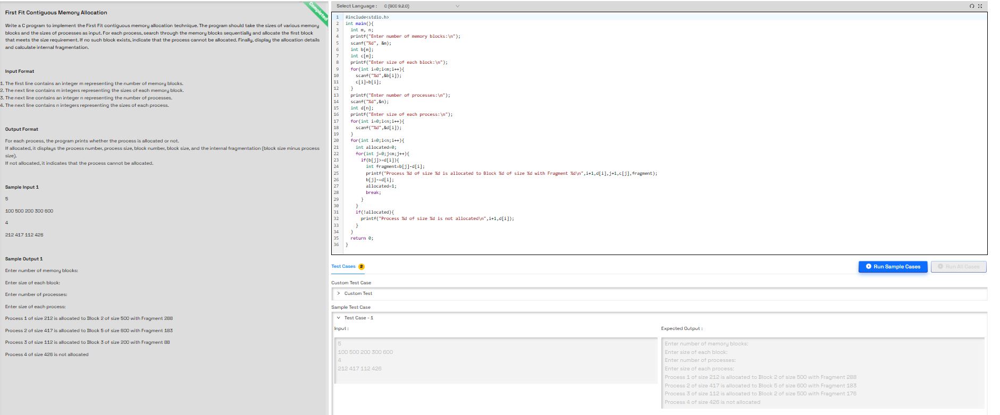 First Fit Contiguous Memory Allocation
Completed
Write a C program to implement the First Fit contiguous memory allocation technique. The program should take the sizes of various memory
blocks and the sizes of processes as input. For each process, search through the memory blocks sequentially and allocate the first block
that meets the size requirement. If no such block exists, indicate that the process cannot be allocated. Finally, display the allocation details
and calculate internal fragmentation.
Input Format
1. The first line contains an integer m representing the number of memory blocks.
2. The next line contains m integers representing the sizes of each memory block.
3. The next line contains an integer n representing the number of processes.
4. The next line contains n integers representing the sizes of each process.
Output Format
For each process, the program prints whether the process is allocated or not.
If allocated, it displays the process number, process size, block number, block size, and the internal fragmentation (block size minus process
size).
If not allocated, it indicates that the process cannot be allocated.
Sample Input 1
5
100 500 200 300 600
4
212 417 112 426
Sample Output 1
Enter number of memory blocks:
Enter size of each block:
Enter number of processes:
Enter size of each process:
Process 1 of size 212 is allocated to Block 2 of size 500 with Fragment 288
Process 2 of size 417 is allocated to Block 5 of size 600 with Fragment 183
Process 3 of size 112 is allocated to Block 3 of size 200 with Fragment 88
Process 4 of size 426 is not allocated
Select Language : C (GCC 9.2.0)
1 #include<stdio.h>
2 int main(){
3 int m, n;
4 printf("Enter number of memory blocks:\n");
5 scanf("%d", &m);
6 int b[m];
7 int c[m];
8 printf("Enter size of each block:\n");
9 for(int i=0;i<m;i++){
10 scanf("%d",&b[i]);
11 c[i]=b[i];
12 }
13 printf("Enter number of processes:\n");
14 scanf("%d",&n);
15 int d[n];
16 printf("Enter size of each process:\n");
17 for(int i=0;i<n;i++){
18 scanf("%d",&d[i]);
19 }
20 for(int i=0;i<n;i++){
21 int allocated=0;
22 for(int j=0;j<m;j++){
23 if(b[j]>=d[i]){
24 int fragment=b[j]-d[i];
25 printf("Process %d of size %d is allocated to Block %d of size %d with Fragment %d\n",i+1,d[i],j+1,c[j],fragment);
26 b[j]-=d[i];
27 allocated=1;
28 break;
29 }
30 }
31 if(!allocated){
32 printf("Process %d of size %d is not allocated\n",i+1,d[i]);
33 }
34 }
35 return 0;
36 }
Test Cases 2
Run Sample Cases
Run All Cases
Custom Test Case
Custom Test
Sample Test Case
Test Case - 1
Input :
5
100 500 200 300 600
4
212 417 112 426
Expected Output :
Enter number of memory blocks:
Enter size of each block:
Enter number of processes:
Enter size of each process:
Process 1 of size 212 is allocated to Block 2 of size 500 with Fragment 288
Process 2 of size 417 is allocated to Block 5 of size 600 with Fragment 183
Process 3 of size 112 is allocated to Block 2 of size 500 with Fragment 176
Process 4 of size 426 is not allocated